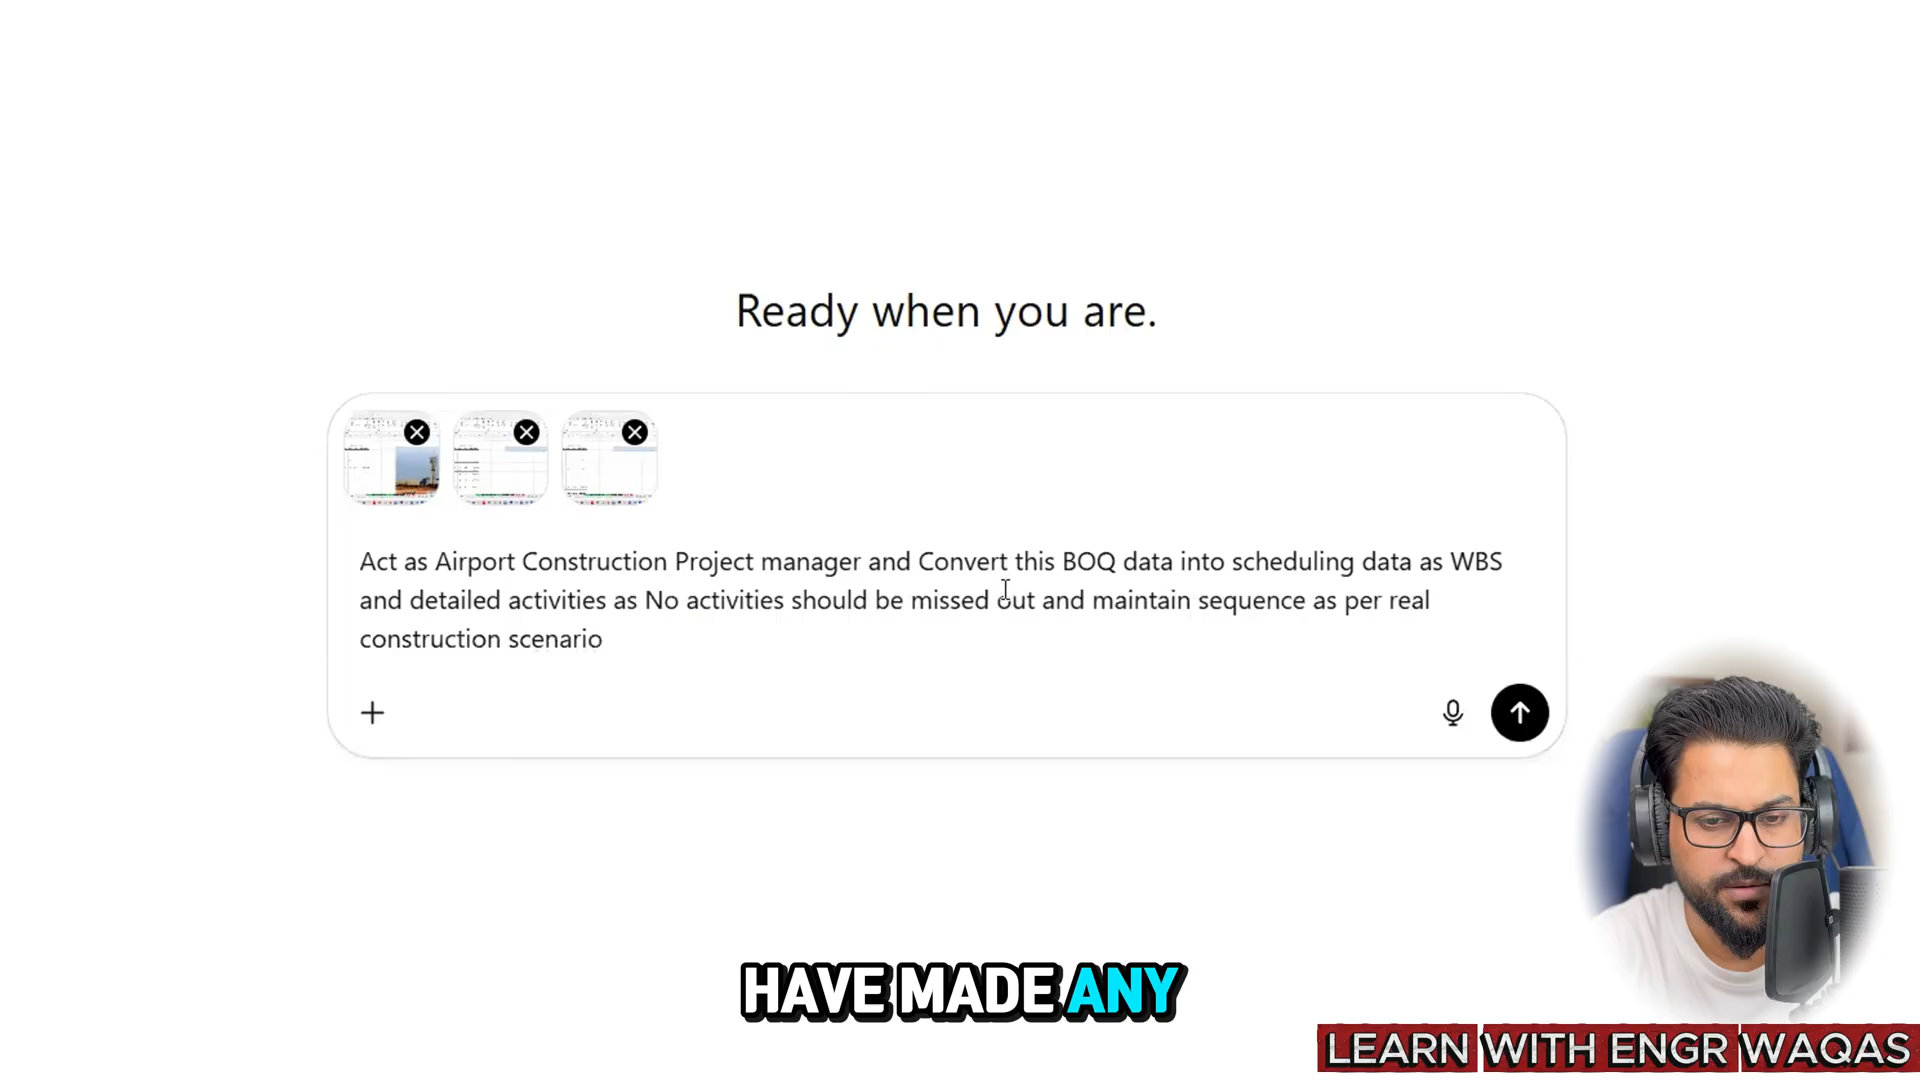 Ready when you are.
Act as Airport Construction Project manager and Convert this BOQ data into scheduling data as WBS
and detailed activities as No activities should be missed out and maintain sequence as per real
construction scenario
HAVE MADE ANY
LEARN WITH ENGR WAQAS